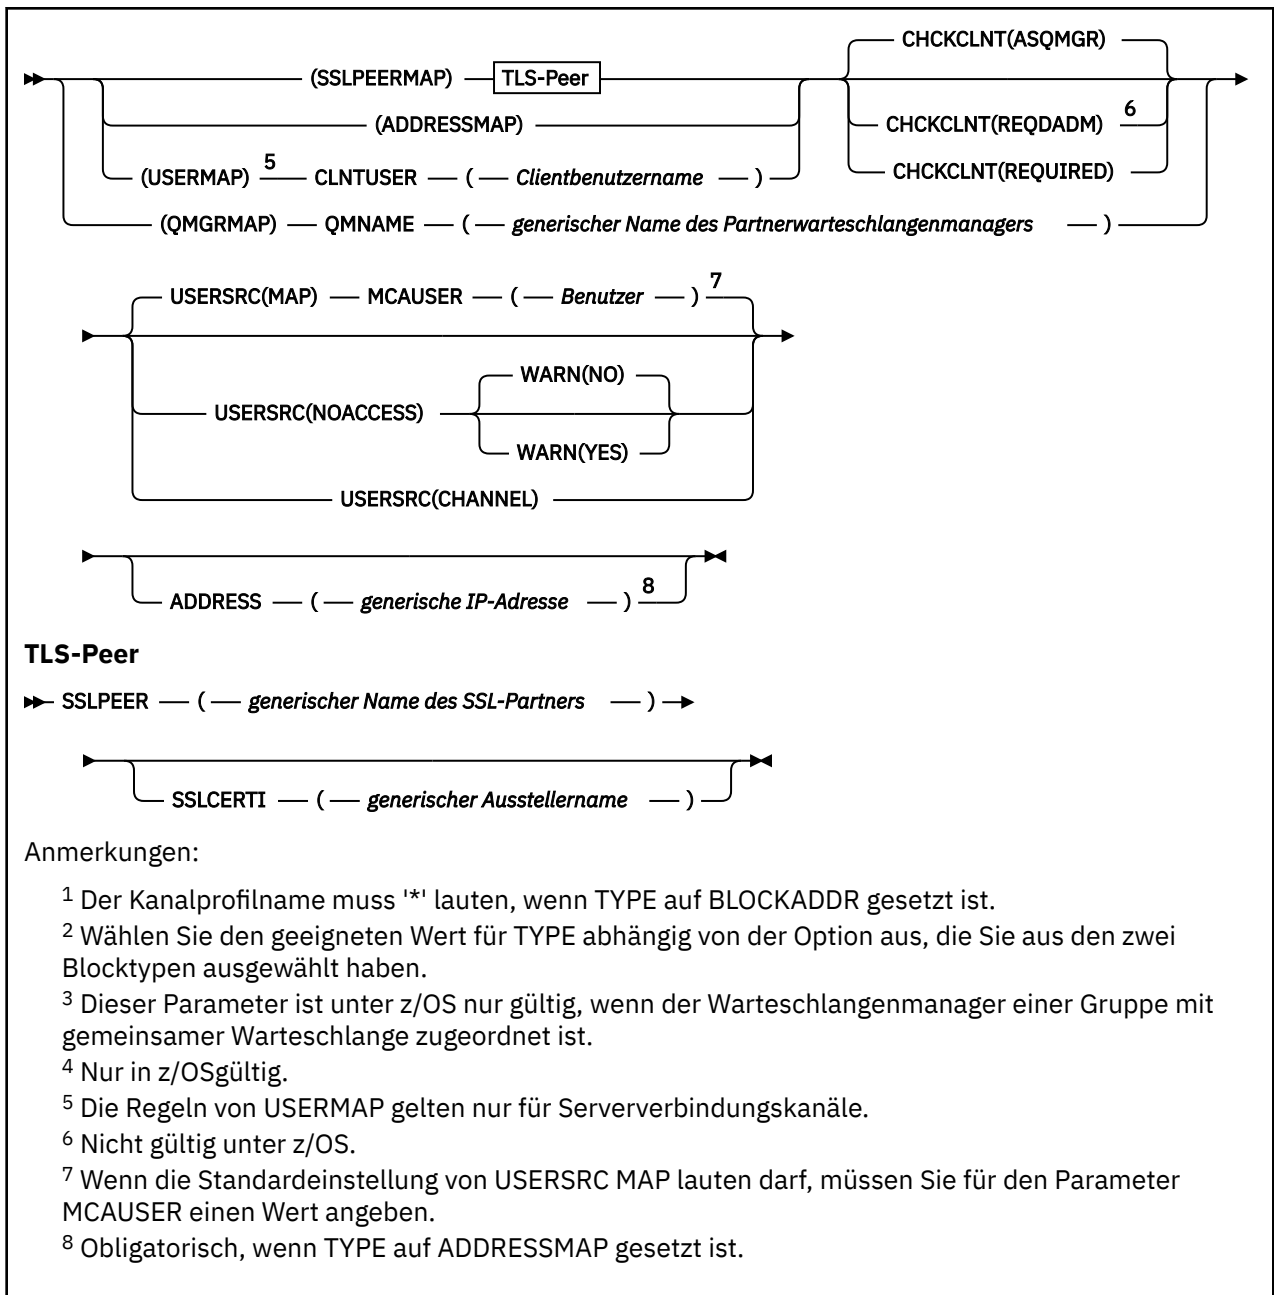 CHCKCLNT(ASQMGR)
(SSLPEERMAP) TLS-Peer
(ADDRESSMAP) CHCKCLNT(REQDADM) 6
(USERMAP) 5 CLNTUSER ( Clientbenutzername ) CHCKCLNT(REQUIRED)
(QMGRMAP) QMNAME ( generischer Name des Partnerwarteschlangenmanagers )
USERSRC(MAP) MCAUSER ( Benutzer ) 7
WARN(NO)
USERSRC(NOACCESS)
WARN(YES)
USERSRC(CHANNEL)
ADDRESS ( generische IP-Adresse ) 8
TLS-Peer
SSLPEER ( generischer Name des SSL-Partners )
SSLCERTI ( generischer Ausstellername )
Anmerkungen:
1 Der Kanalprofilname muss '*' lauten, wenn TYPE auf BLOCKADDR gesetzt ist.
2 Wählen Sie den geeigneten Wert für TYPE abhängig von der Option aus, die Sie aus den zwei
Blocktypen ausgewählt haben.
3 Dieser Parameter ist unter z/OS nur gültig, wenn der Warteschlangenmanager einer Gruppe mit
gemeinsamer Warteschlange zugeordnet ist.
4 Nur in z/OSgültig.
5 Die Regeln von USERMAP gelten nur für Serververbindungskanäle.
6 Nicht gültig unter z/OS.
7 Wenn die Standardeinstellung von USERSRC MAP lauten darf, müssen Sie für den Parameter
MCAUSER einen Wert angeben.
8 Obligatorisch, wenn TYPE auf ADDRESSMAP gesetzt ist.